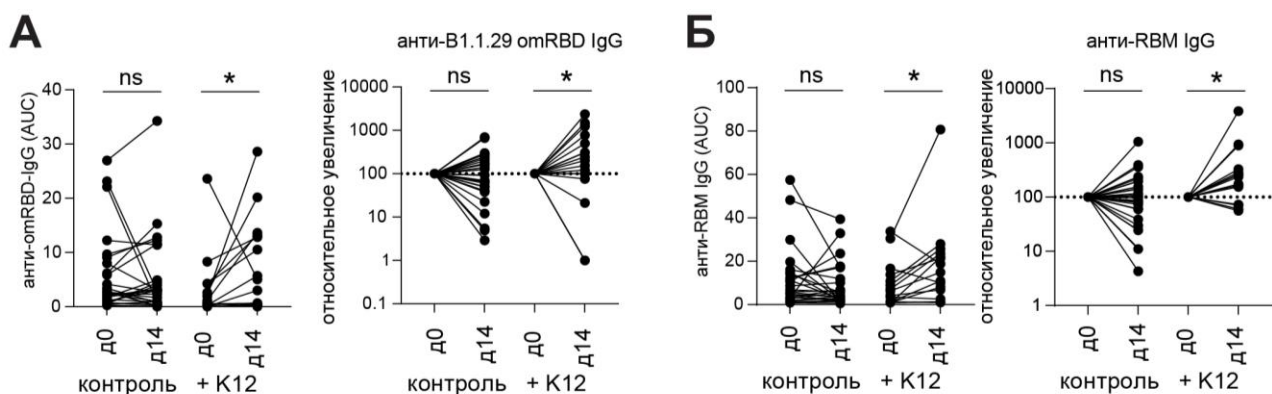 А
анти-B1.1.29 omRBD IgG
анти-omRBD-IgG (AUC)
40
30
20
10
0
ns
*
д0
д14
д0
д14
контроль
+ K12
относительное увеличение
1000
100
10
1
0.1
ns
*
д0
д14
д0
д14
контроль
+ K12
Б
анти-RBM IgG
анти-RBM IgG (AUC)
100
80
60
40
20
0
ns
*
д0
д14
д0
д14
контроль
+ K12
относительное увеличение
10000
1000
100
10
1
ns
*
д0
д14
д0
д14
контроль
+ K12